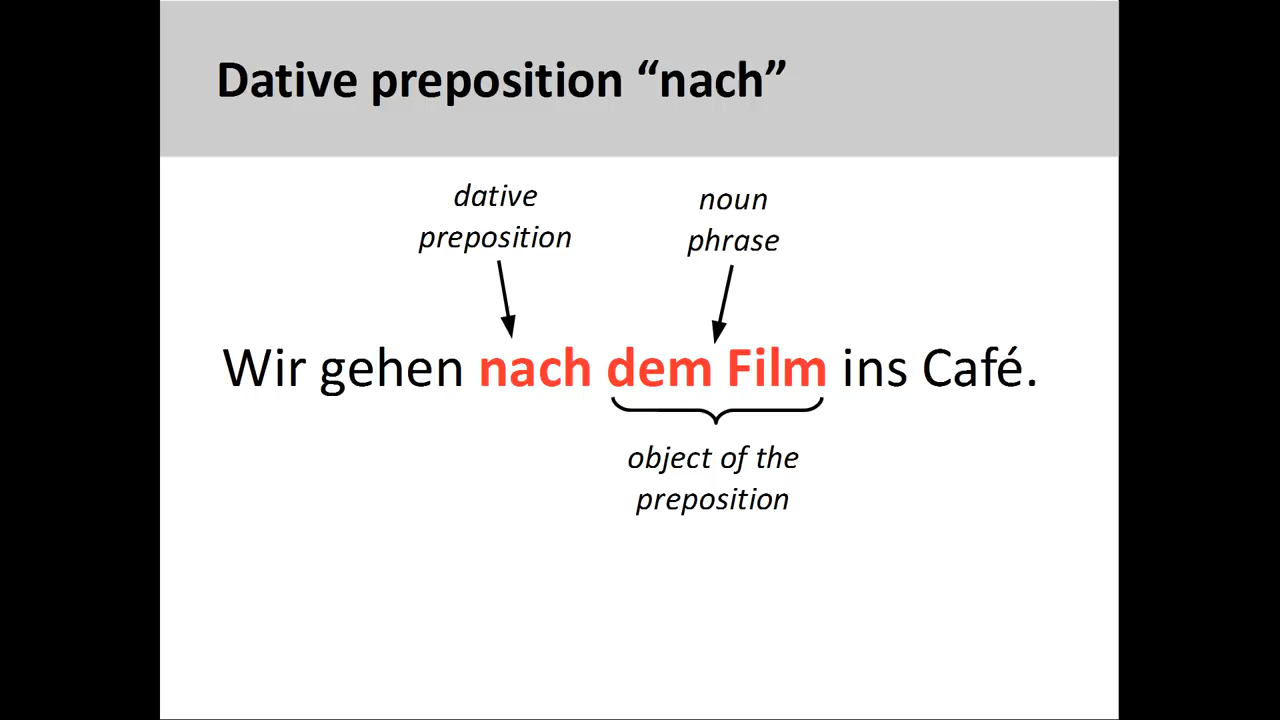 Dative preposition “nach”
dative
preposition
noun
phrase
Wir gehen nach dem Film ins Café.
object of the
preposition